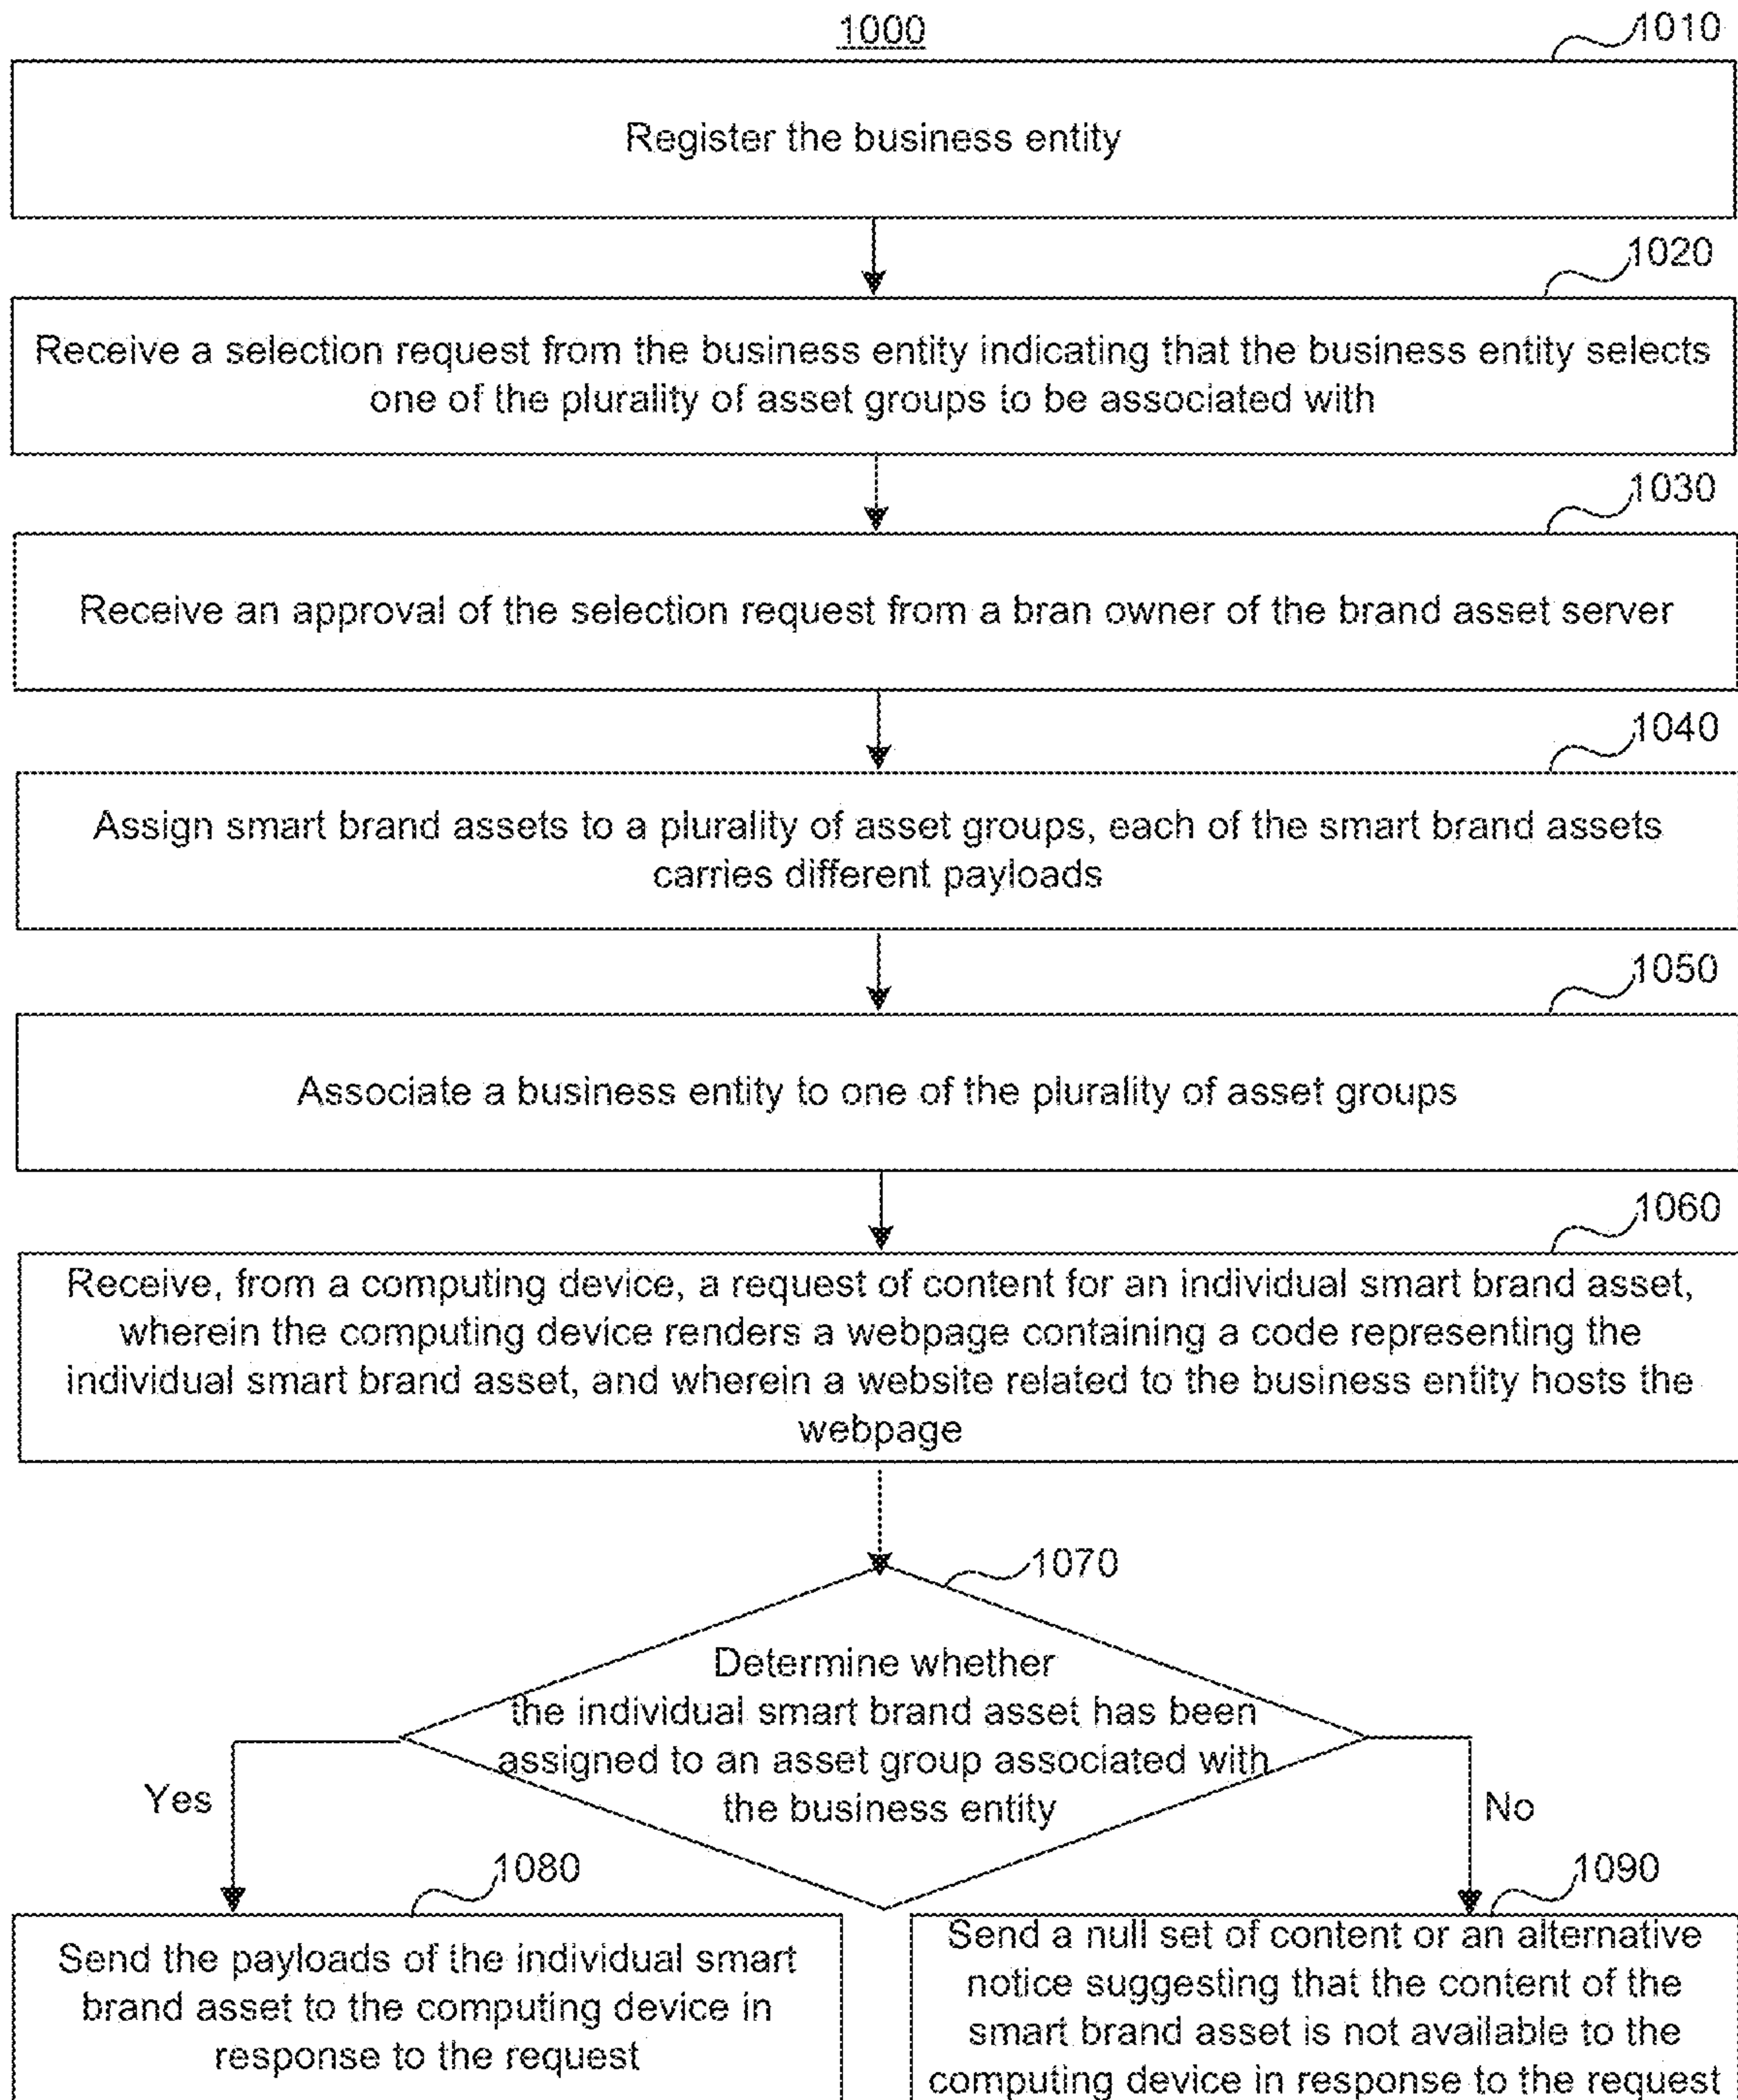 1000
1010
Register the business entity
1020
Receive a selection request from the business entity indicating that the business entity selects
one of the plurality of asset groups to be associated with
1030
Receive an approval of the selection request from a bran owner of the brand asset server
1040
Assign smart brand assets to a plurality of asset groups, each of the smart brand assets
carries different payloads
1050
Associate a business entity to one of the plurality of asset groups
1060
Receive, from a computing device, a request of content for an individual smart brand asset,
wherein the computing device renders a webpage containing a code representing the
individual smart brand asset, and wherein a website related to the business entity hosts the
webpage
1070
Determine whether
the individual smart brand asset has been
assigned to an asset group associated with
the business entity
Yes
No
1080
Send the payloads of the individual smart
brand asset to the computing device in
response to the request
1090
Send a null set of content or an alternative
notice suggesting that the content of the
smart brand asset is not available to the
computing device in response to the request